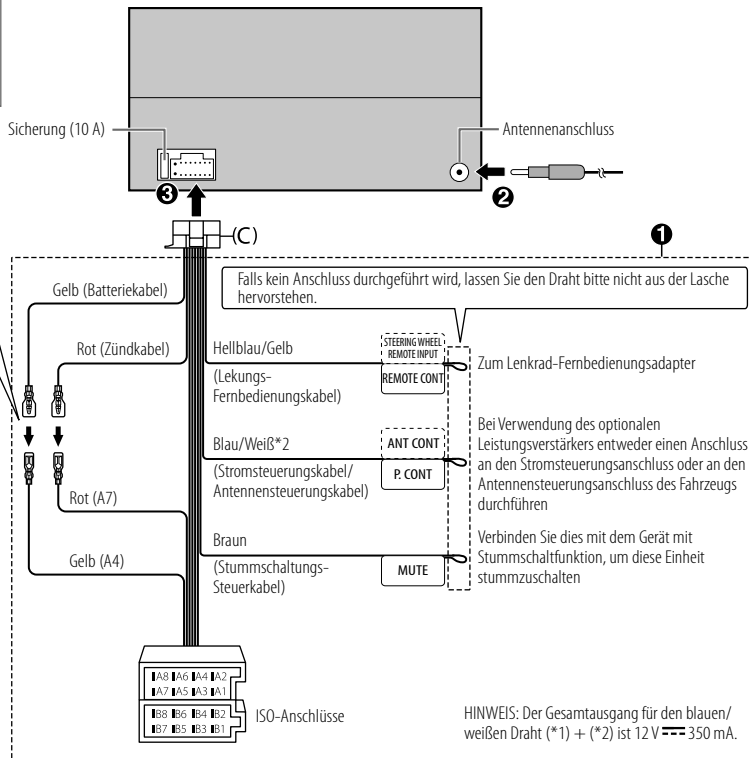 Sicherung (10 A)
Antennenanschluss
❸
❷
(C)
❶
Falls kein Anschluss durchgeführt wird, lassen Sie den Draht bitte nicht aus der Lasche
hervorstehen.
Gelb (Batteriekabel)
Rot (Zündkabel)
Hellblau/Gelb
(Lekungs-
Fernbedienungskabel)
STEERING WHEEL
REMOTE INPUT
REMOTE CONT
Zum Lenkrad-Fernbedienungsadapter
Blau/Weiß*2
(Stromsteuerungskabel/
Antennensteuerungskabel)
ANT CONT
P. CONT
Bei Verwendung des optionalen
Leistungsverstärkers entweder einen Anschluss
an den Stromsteuerungsanschluss oder an den
Antennensteuerungsanschluss des Fahrzeugs
durchführen
Rot (A7)
Gelb (A4)
Braun
(Stummschaltungs-
Steuerkabel)
MUTE
Verbinden Sie dies mit dem Gerät mit
Stummschaltfunktion, um diese Einheit
stummzuschalten
A8 A6 A4 A2
A7 A5 A3 A1
B8 B6 B4 B2
B7 B5 B3 B1
ISO-Anschlüsse
HINWEIS: Der Gesamtausgang für den blauen/
weißen Draht (*1) + (*2) ist 12 V ⎓ 350 mA.